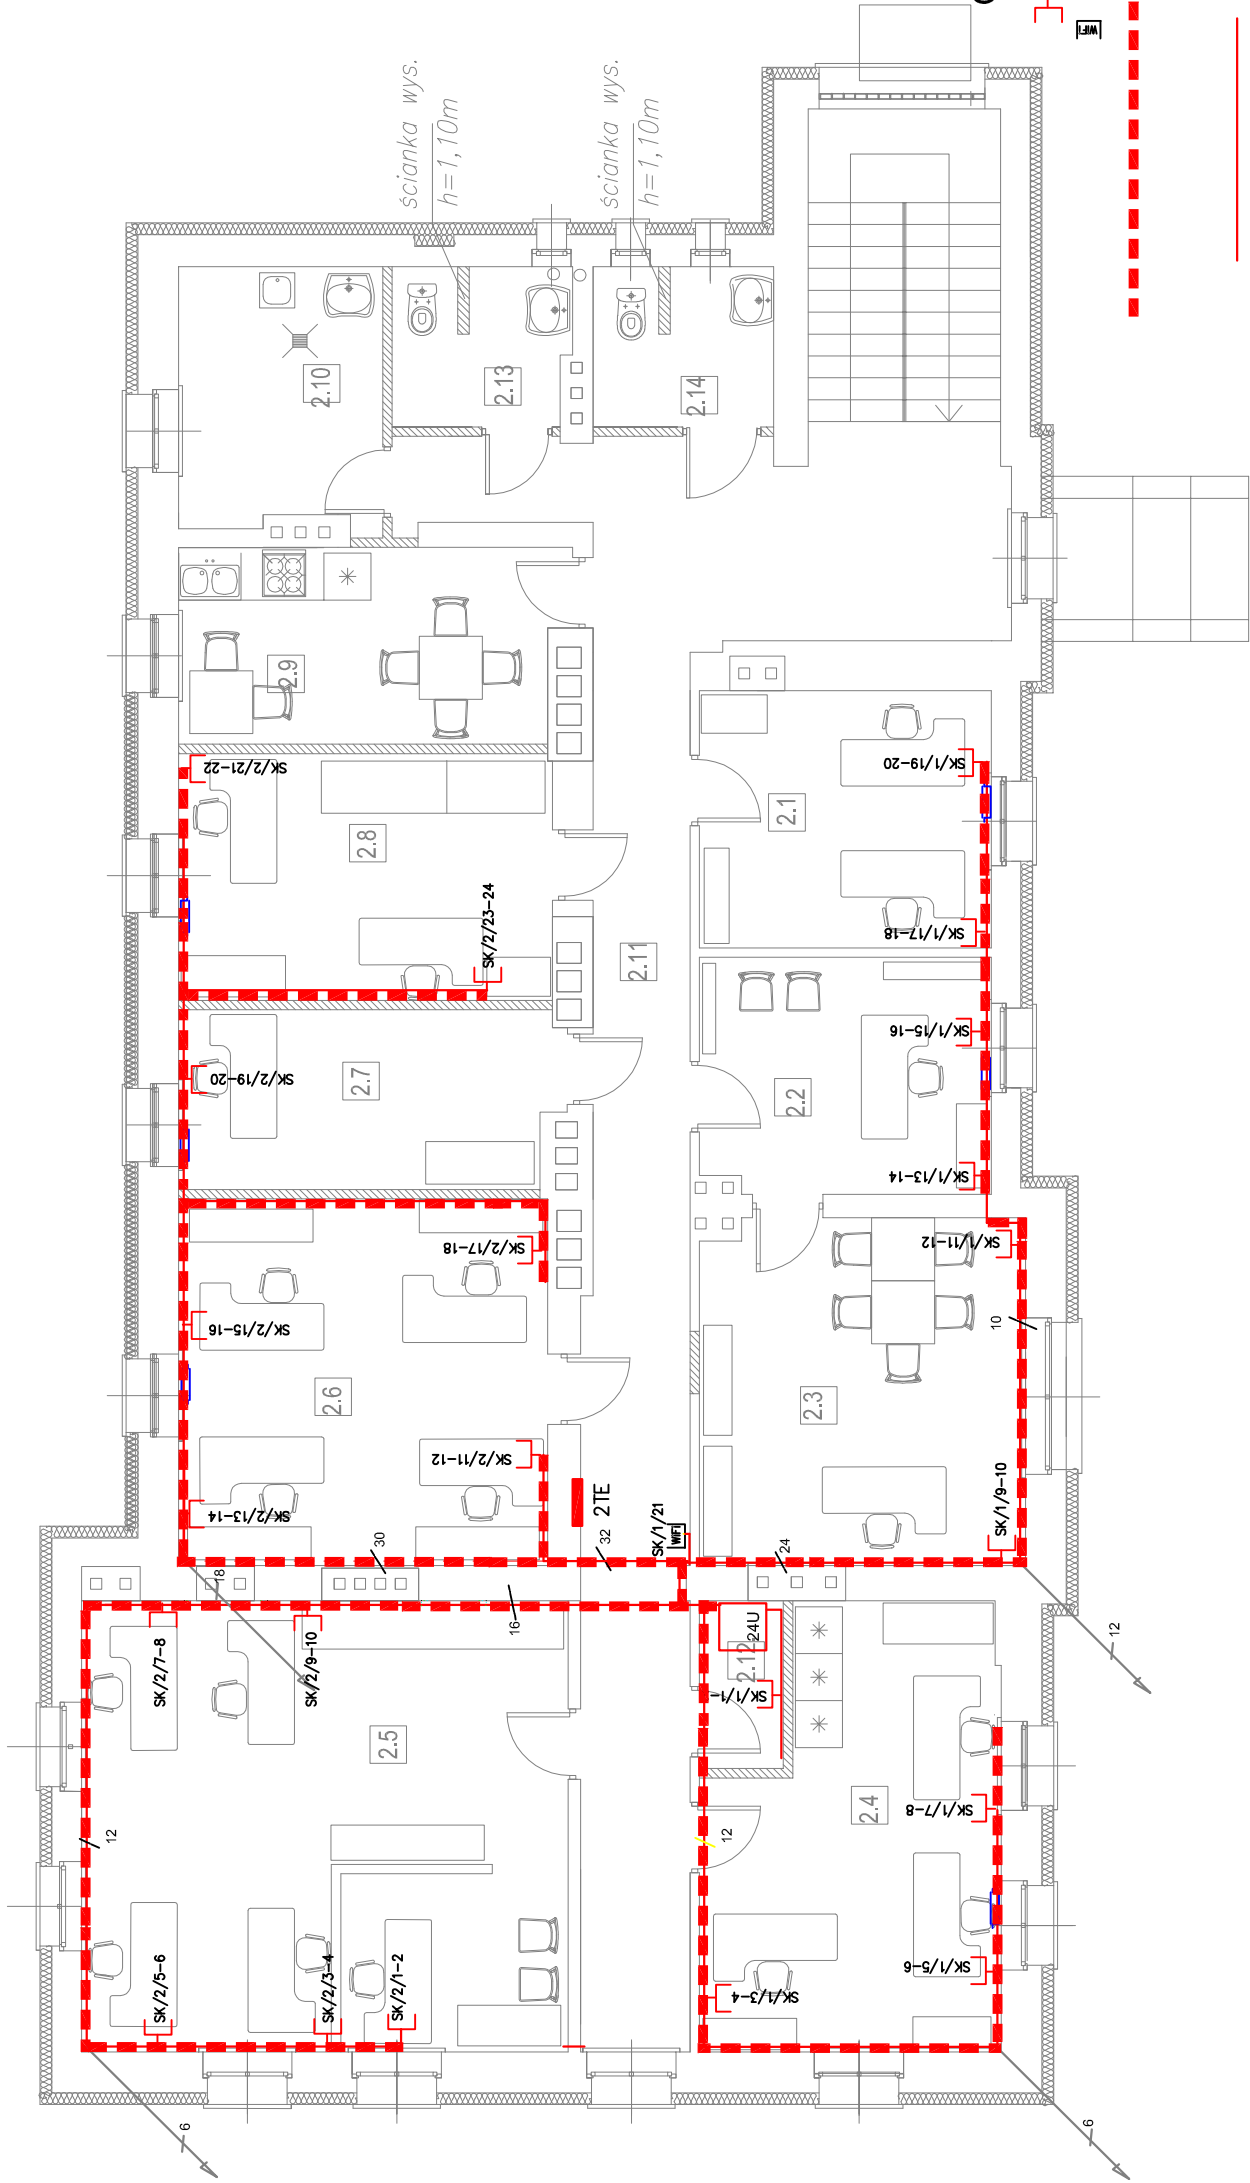 WIFI
ścianka wys.
h=1,10m
ścianka wys.
h=1,10m
2.10
2.13
2.14
2.9
SK/2/21-22
2.8
SK/2/23-24
2.1
SK/1/19-20
SK/1/17-18
2.11
SK/2/19-20
2.7
2.2
SK/1/15-16
SK/1/13-14
SK/2/17-18
SK/2/15-16
2.6
SK/1/11-12
10
2.3
SK/2/11-12
SK/2/13-14
2TE
SK/1/21
WIFI
SK/1/9-10
30
32
24
18
16
12
SK/2/7-8
SK/2/9-10
2.5
24U
2.12
SK/1/1-
12
12
2.4
SK/1/7-8
SK/1/5-6
SK/1/3-4
SK/2/5-6
SK/2/3-4
SK/2/1-2
6
6